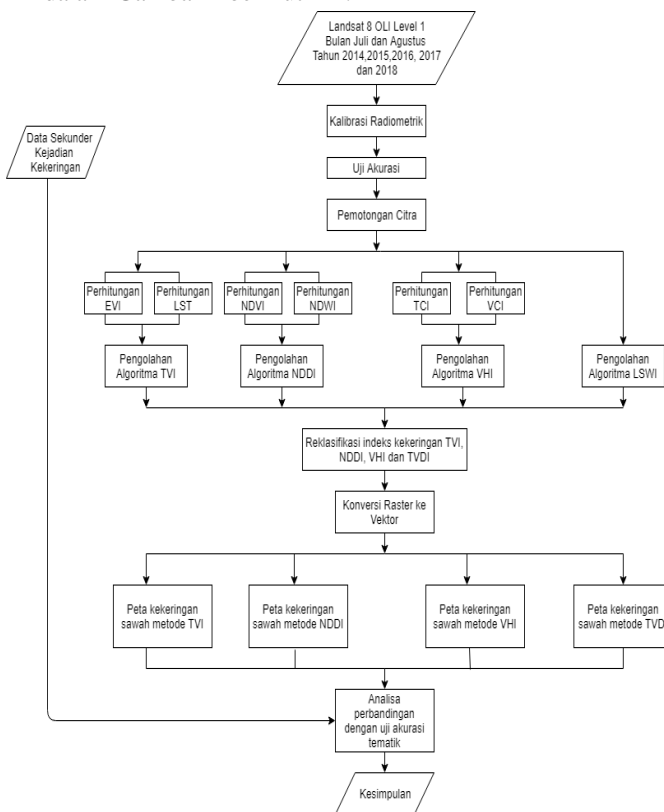 Landsat 8 OLI Level 1
Bulan Juli dan Agustus
Tahun 2014,2015,2016, 2017
dan 2018
Kalibrasi Radiometrik
Data Sekunder
Kejadian
Kekeringan
Uji Akurasi
Pemotongan Citra
Perhitungan
EVI
Perhitungan
LST
Perhitungan
NDVI
Perhitungan
NDWI
Perhitungan
TCI
Perhitungan
VCI
Pengolahan
Algoritma TVI
Pengolahan
Algoritma NDDI
Pengolahan
Algoritma VHI
Pengolahan
Algoritma LSWI
Reklasifikasi indeks kekeringan TVI,
NDDI, VHI dan TVDI
Konversi Raster ke
Vektor
Peta kekeringan
sawah metode TVI
Peta kekeringan
sawah metode NDDI
Peta kekeringan
sawah metode VHI
Peta kekeringan
sawah metode TVD
Analisa
perbandingan
dengan uji akurasi
tematik
Kesimpulan